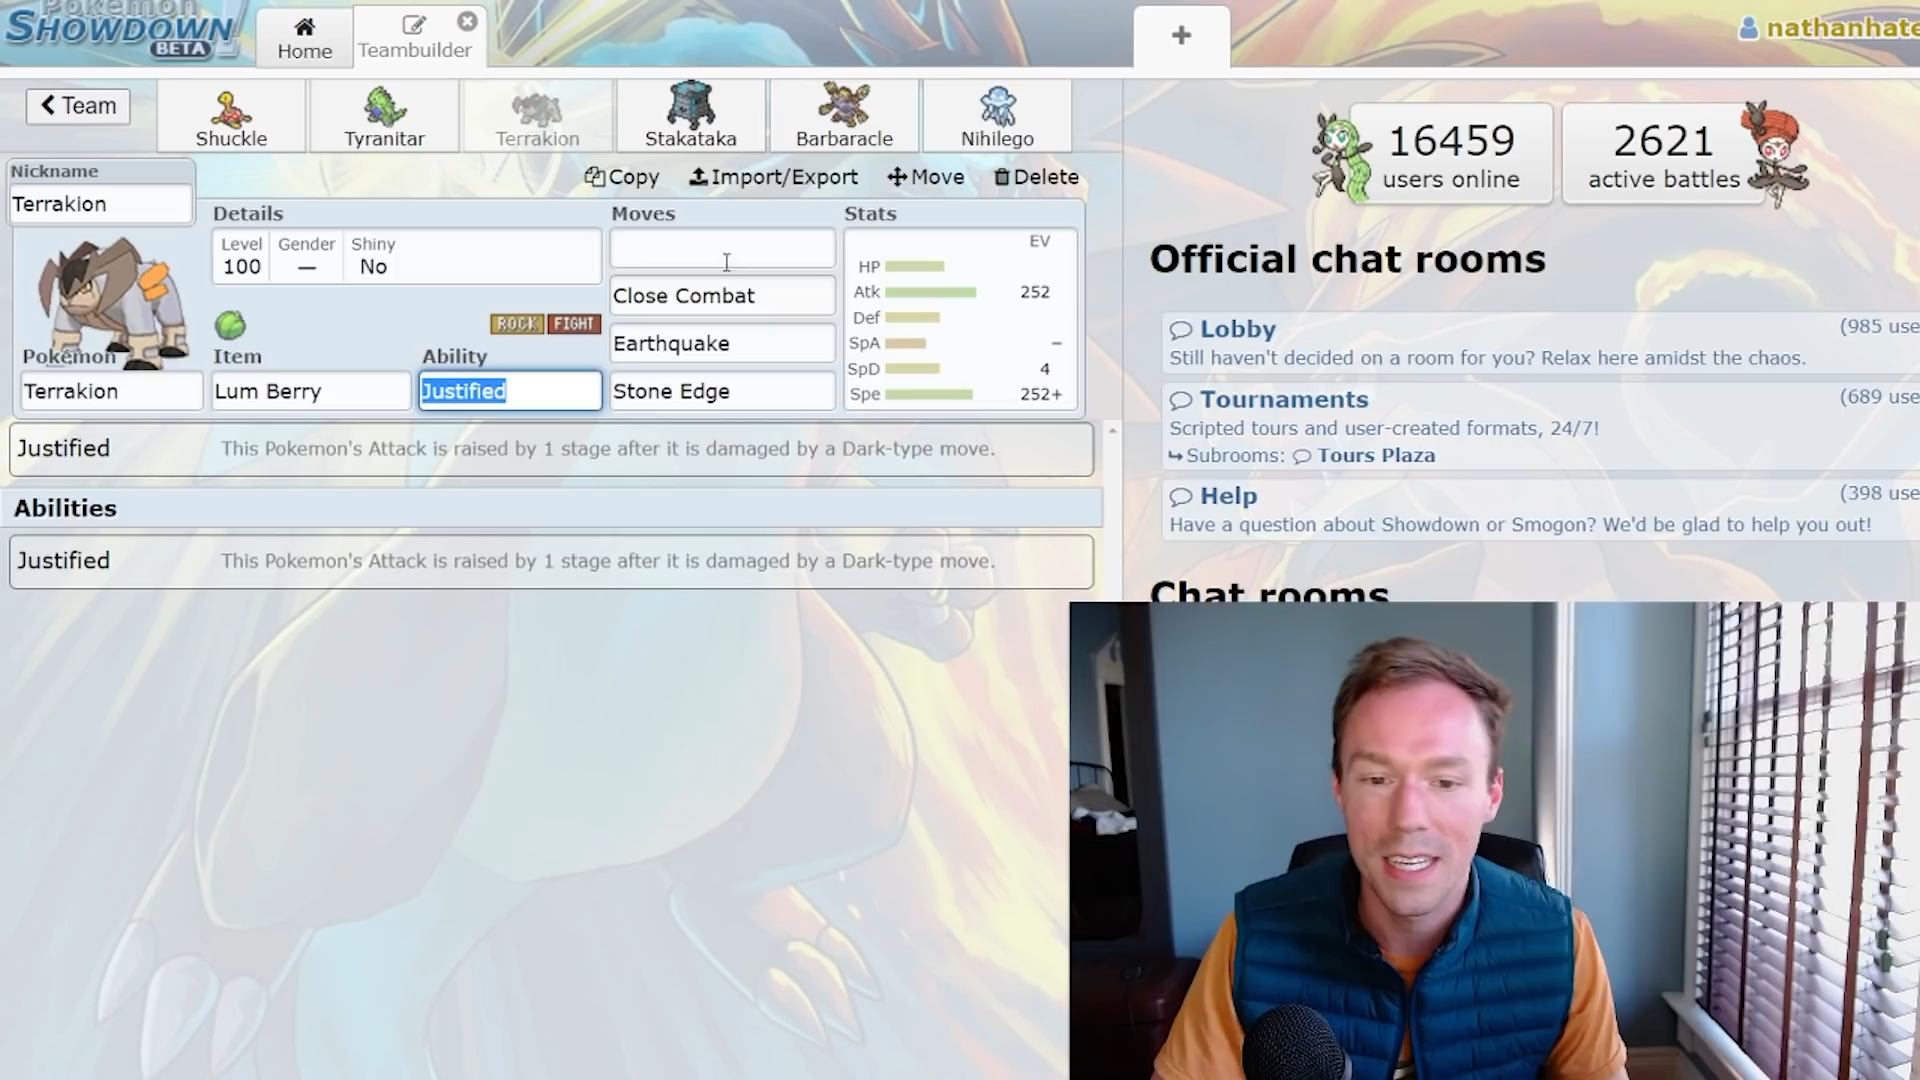 Pokémon
SHOWDOWN
BETA
Home
Teambuilder
+
nathanhate
Team
Shuckle
Tyranitar
Terrakion
Stakataka
Barbaracle
Nihilego
16459
users online
2621
active battles
Nickname
Terrakion
Copy
Import/Export
Move
Delete
Details
Moves
Stats
Level
Gender
Shiny
100
—
No
EV
HP
Close Combat
Atk
252
Def
ROCK FIGHT
Earthquake
SpA
–
Pokémon
Item
Ability
SpD
4
Terrakion
Lum Berry
Justified
Stone Edge
Spe
252+
Justified
This Pokemon's Attack is raised by 1 stage after it is damaged by a Dark-type move.
Abilities
Justified
This Pokemon's Attack is raised by 1 stage after it is damaged by a Dark-type move.
Official chat rooms
Lobby
(985 use
Still haven't decided on a room for you? Relax here amidst the chaos.
Tournaments
(689 use
Scripted tours and user-created formats, 24/7!
Subrooms: Tours Plaza
Help
(398 use
Have a question about Showdown or Smogon? We'd be glad to help you out!
Chat rooms